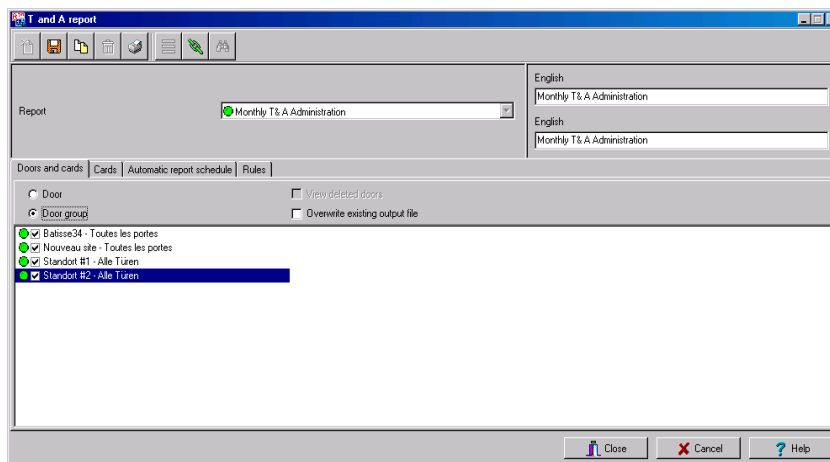 T and A report
Report
Monthly T& A Administration
English
Monthly T& A Administration
English
Monthly T& A Administration
Doors and cards
Cards
Automatic report schedule
Rules
Door
View deleted doors
Door group
Overwrite existing output file
Batisse34 - Toutes les portes
Nouveau site - Toutes les portes
Standort #1 - Alle Türen
Standort #2 - Alle Türen
Close
Cancel
? Help